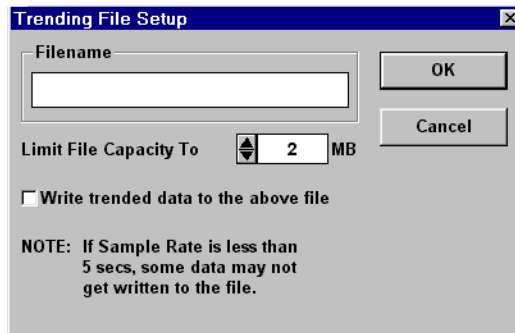 Trending File Setup
Filename
OK
Cancel
Limit File Capacity To 2 MB
Write trended data to the above file
NOTE: If Sample Rate is less than
5 secs, some data may not
get written to the file.